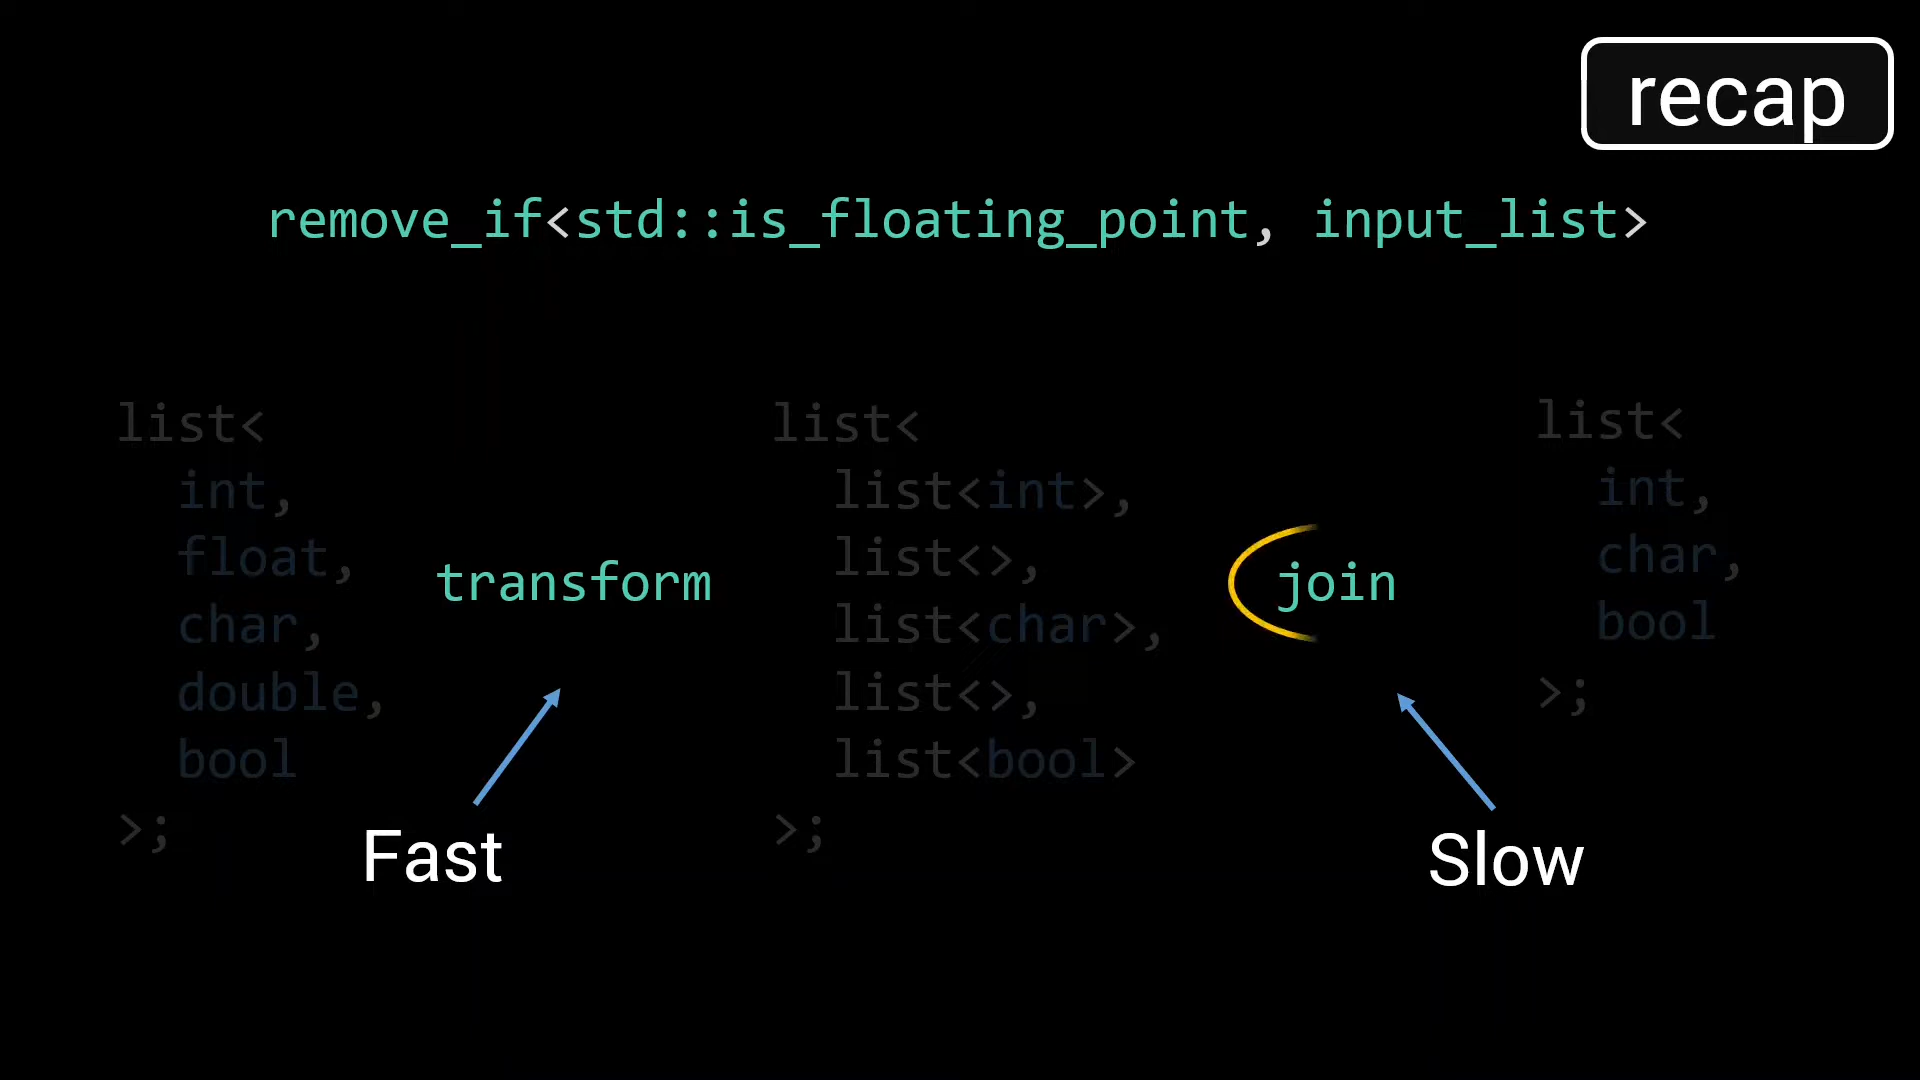 recap
remove_if<std::is_floating_point, input_list>
list<
int,
float,
char,
double,
bool
>;
transform
Fast
list<
list<int>,
list<>,
list<char>,
list<>,
list<bool>
>;
join
Slow
list<
int,
char,
bool
>;